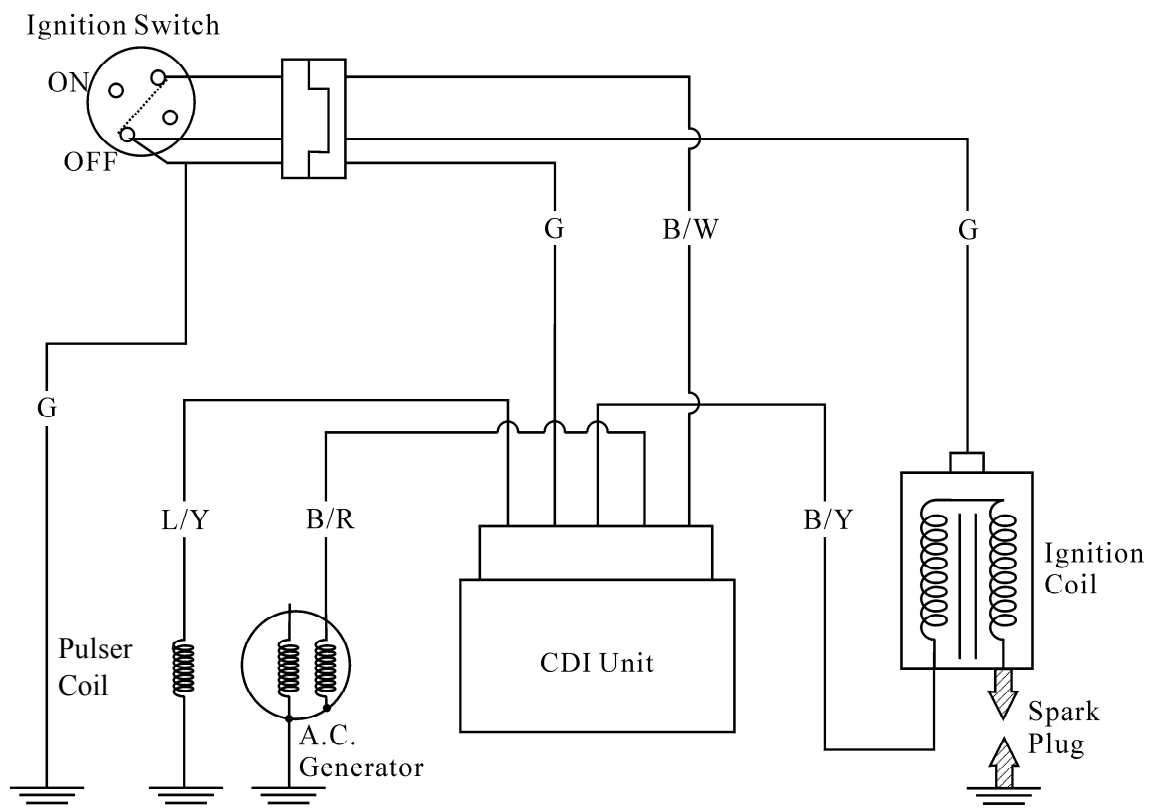 Ignition Switch
ON
OFF
G
B/W
G
G
L/Y
B/R
B/Y
Ignition
Coil
CDI Unit
Pulser
Coil
A.C.
Generator
Spark
Plug